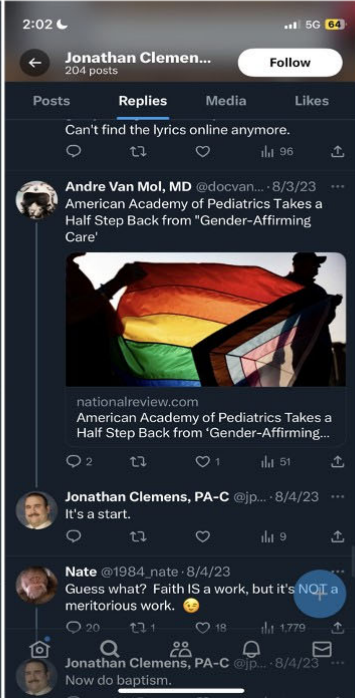 2:02 5G 64
Jonathan Clemen...
204 posts
Follow
Posts Replies Media Likes
Can't find the lyrics online anymore.
96
Andre Van Mol, MD @docvan... · 8/3/23 ...
American Academy of Pediatrics Takes a
Half Step Back from "Gender-Affirming
Care'
nationalreview.com
American Academy of Pediatrics Takes a
Half Step Back from ‘Gender-Affirming...
2 1 51
Jonathan Clemens, PA-C @jp... · 8/4/23 ...
It's a start.
9
Nate @1984_nate · 8/4/23 ...
Guess what? Faith IS a work, but it's NOT a
meritorious work. 😉
20 1 18 1,779
Jonathan Clemens, PA-C @jp... · 8/4/23 ...
Now do baptism.